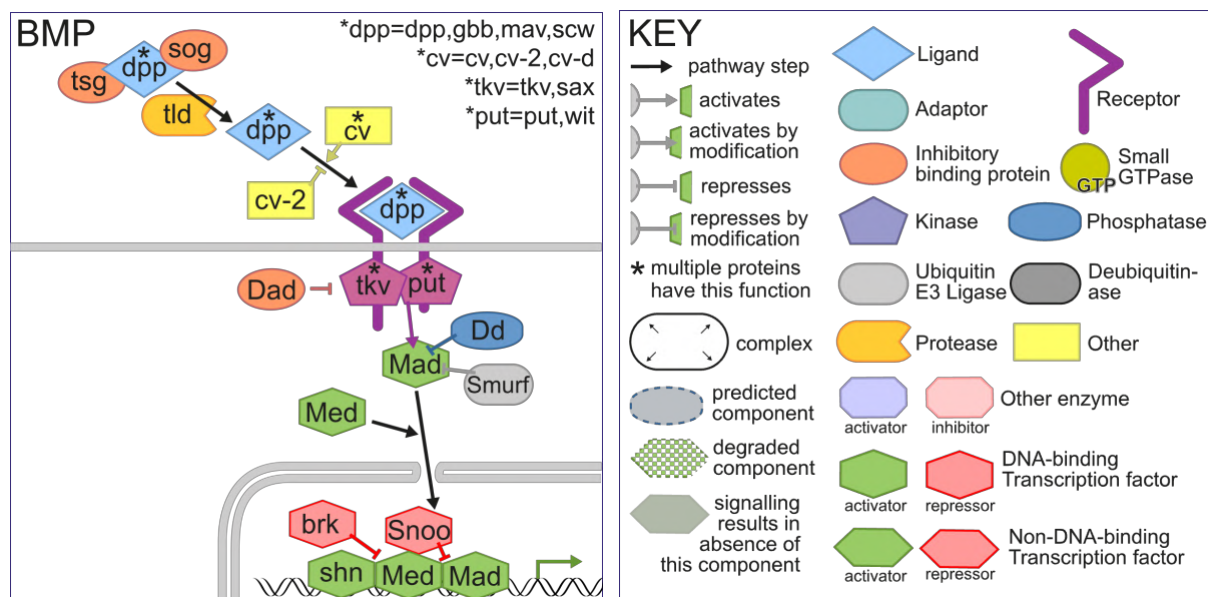 BMP
*dpp=dpp,gbb,mav,scw
*cv=cv,cv-2,cv-d
*tkv=tkv,sax
*put=put,wit
sog
*
dpp
tsg
tld
*
dpp
*
cv
cv-2
*
dpp
*
tkv
*
put
Dad
Dd
Mad
Smurf
Med
brk
Snoo
shn
Med
Mad
KEY
pathway step
activates
activates by
modification
represses
represses by
modification
* multiple proteins
have this function
complex
predicted
component
degraded
component
signalling
results in
absence of
this component
Ligand
Adaptor
Inhibitory
binding protein
Kinase
Ubiquitin
E3 Ligase
Protease
Receptor
GTP
Small
GTPase
Phosphatase
Deubiquitin-
ase
Other
Other enzyme
activator
inhibitor
DNA-binding
Transcription factor
activator
repressor
Non-DNA-binding
Transcription factor
activator
repressor